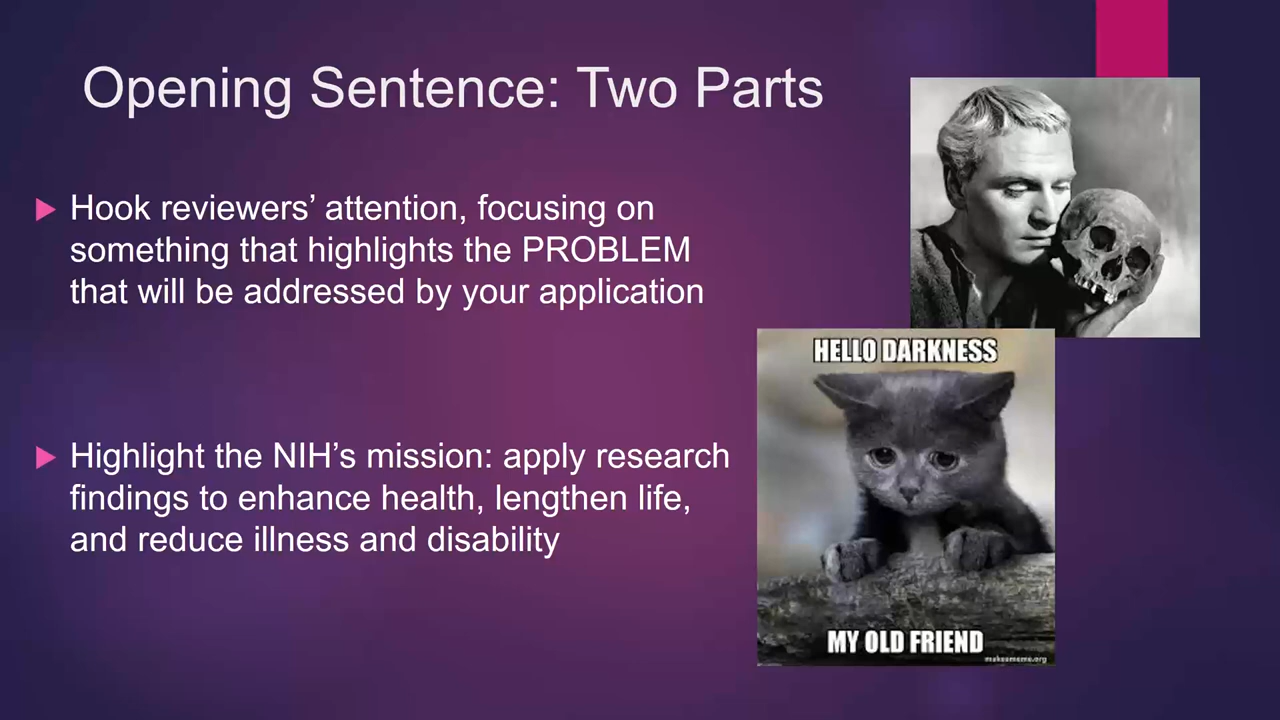 Opening Sentence: Two Parts
Hook reviewers’ attention, focusing on
something that highlights the PROBLEM
that will be addressed by your application
Highlight the NIH’s mission: apply research
findings to enhance health, lengthen life,
and reduce illness and disability
HELLO DARKNESS
MY OLD FRIEND
makeameme.org